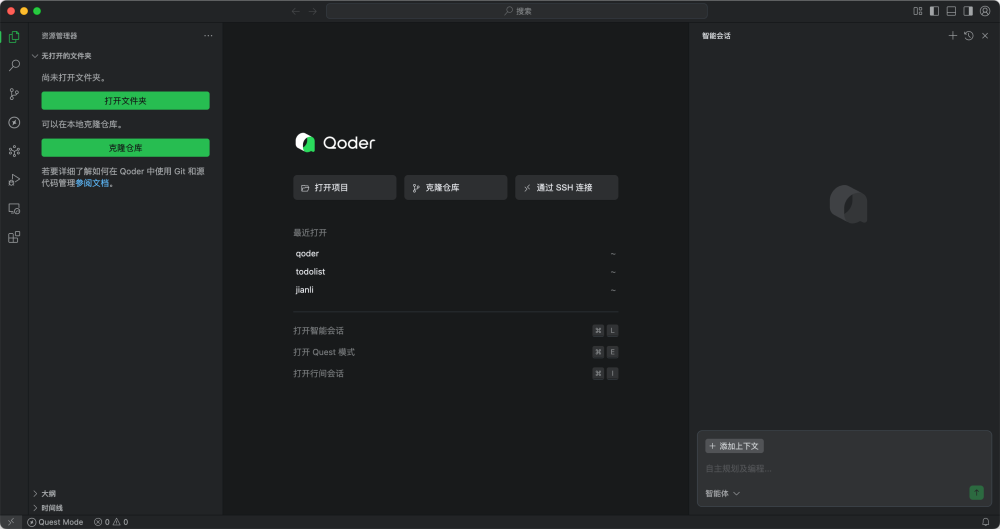 搜索
资源管理器
无打开的文件夹
尚未打开文件夹。
打开文件夹
可以在本地克隆仓库。
克隆仓库
若要详细了解如何在 Qoder 中使用 Git 和源
代码管理参阅文档。
大纲
时间线
Qoder
打开项目
克隆仓库
通过 SSH 连接
最近打开
qoder ~
todolist ~
jianli ~
打开智能会话 ⌘ L
打开 Quest 模式 ⌘ E
打开行间会话 ⌘ I
智能会话
添加上下文
自主规划及编程...
智能体
Quest Mode 0 0